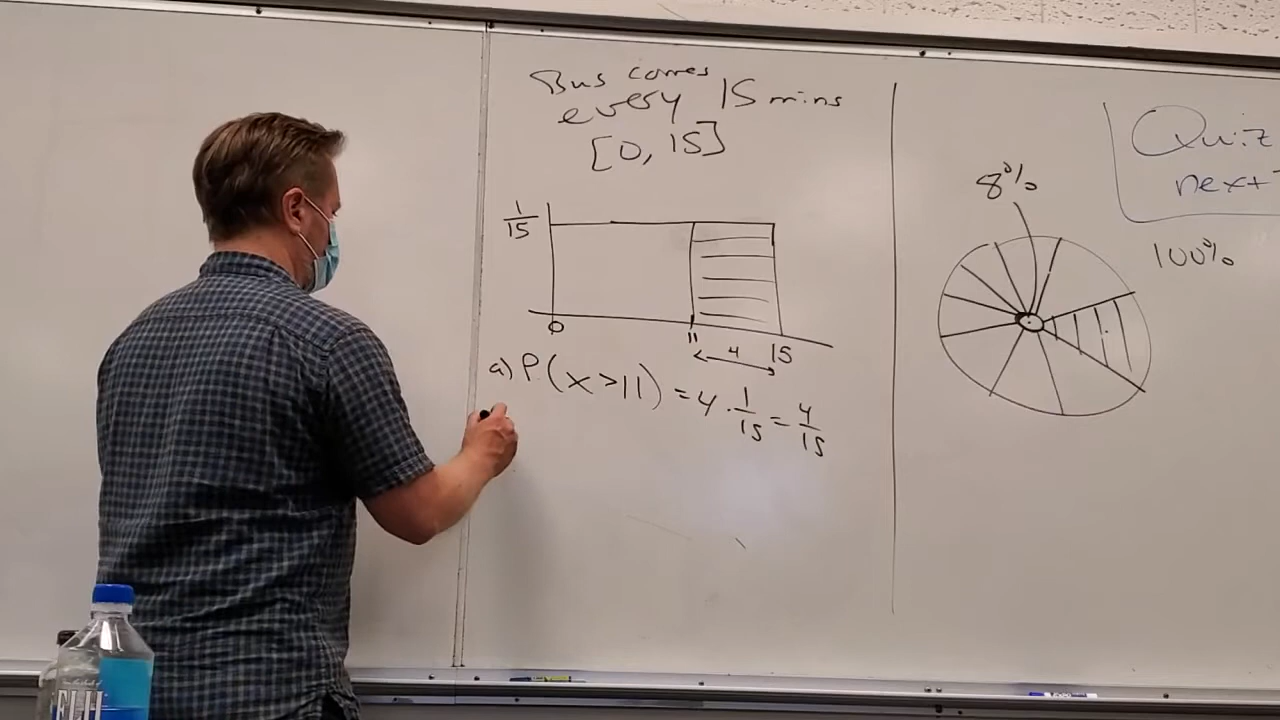 Bus comes
every 15 mins
[0, 15]
1/15
0
11
4
15
a) P(x>11) = 4 · 1/15 = 4/15
8%
100%
Quiz
next
FIJI